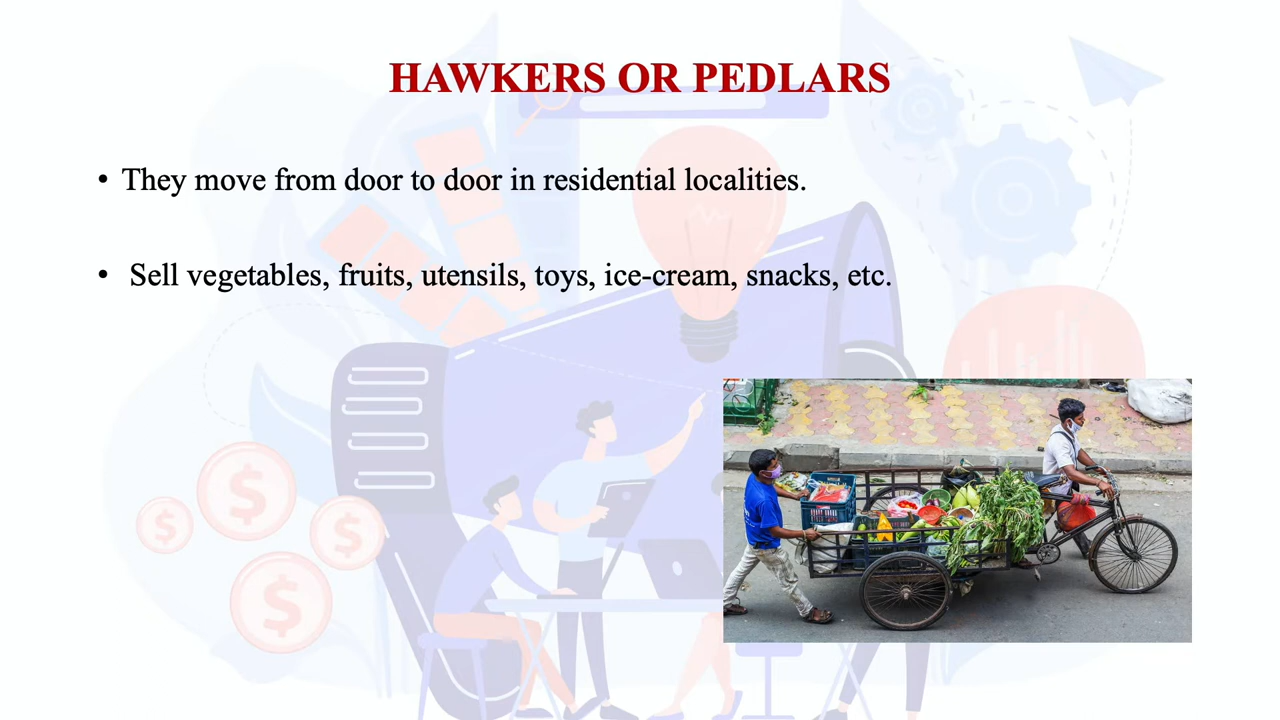 HAWKERS OR PEDLARS
• They move from door to door in residential localities.
• Sell vegetables, fruits, utensils, toys, ice-cream, snacks, etc.